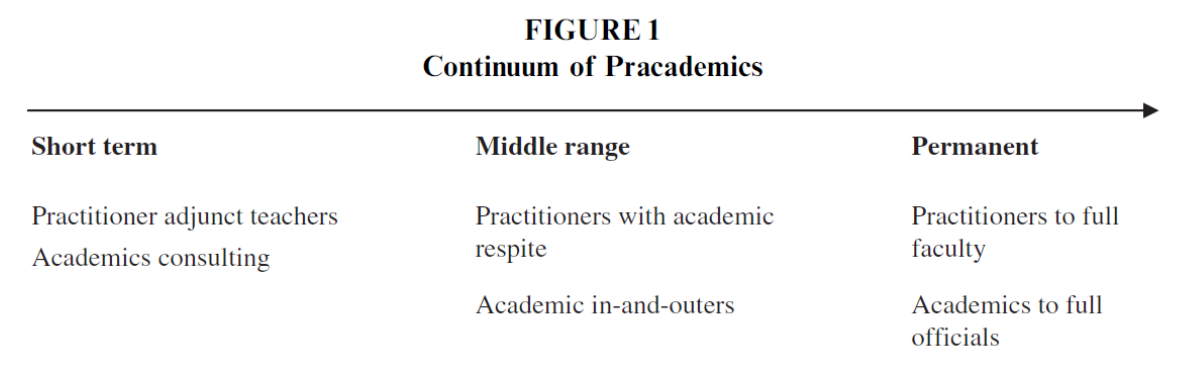 FIGURE 1
Continuum of Pracademics
Short term
Middle range
Permanent
Practitioner adjunct teachers
Academics consulting
Practitioners with academic
respite
Academic in-and-outers
Practitioners to full
faculty
Academics to full
officials